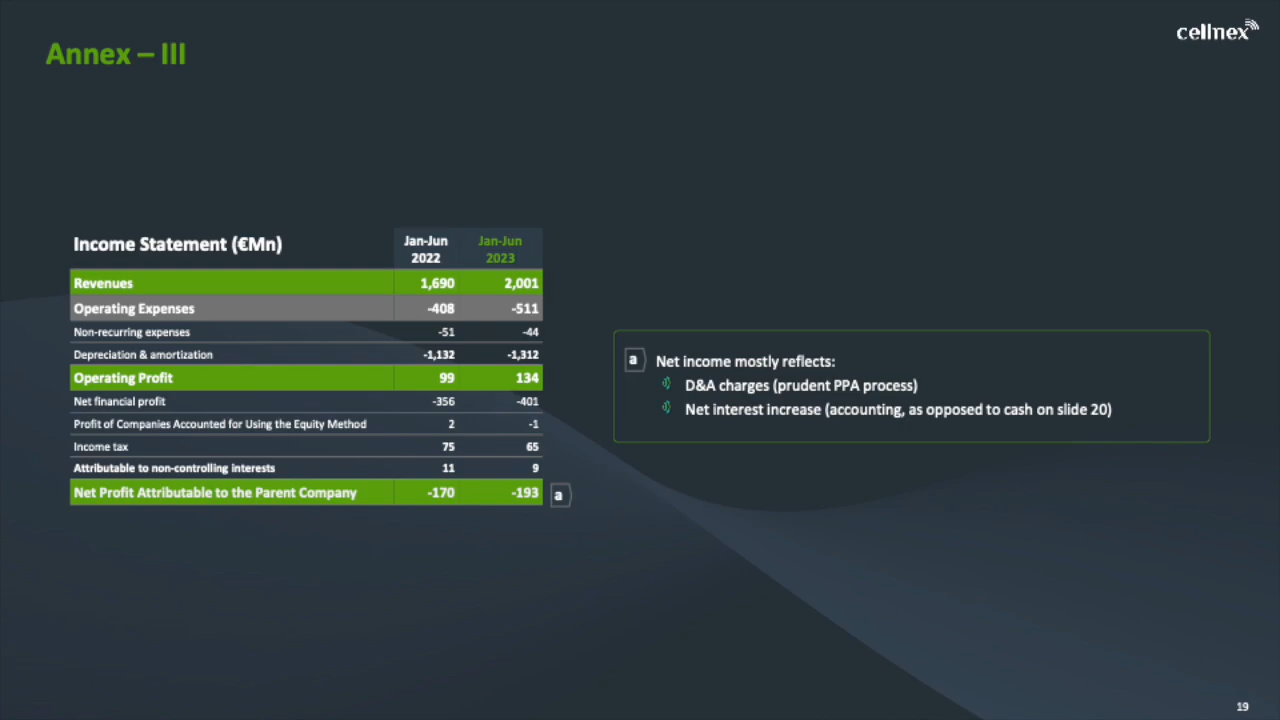 cellnex
Annex – III
Income Statement (€Mn) Jan-Jun 2022 Jan-Jun 2023
Revenues 1,690 2,001
Operating Expenses -408 -511
Non-recurring expenses -51 -44
Depreciation & amortization -1,132 -1,312
Operating Profit 99 134
Net financial profit -356 -401
Profit of Companies Accounted for Using the Equity Method 2 -1
Income tax 75 65
Attributable to non-controlling interests 11 9
Net Profit Attributable to the Parent Company -170 -193 a
a Net income mostly reflects:
D&A charges (prudent PPA process)
Net interest increase (accounting, as opposed to cash on slide 20)
19